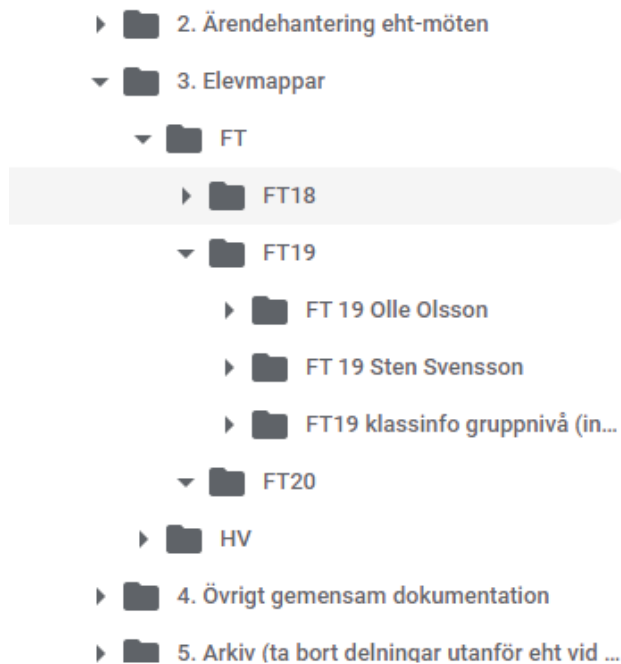 2. Ärendehantering eht-möten
3. Elevmappar
FT
FT18
FT19
FT 19 Olle Olsson
FT 19 Sten Svensson
FT19 klassinfo gruppnivå (in...
FT20
HV
4. Övrigt gemensam dokumentation
5. Arkiv (ta bort delningar utanför eht vid ...